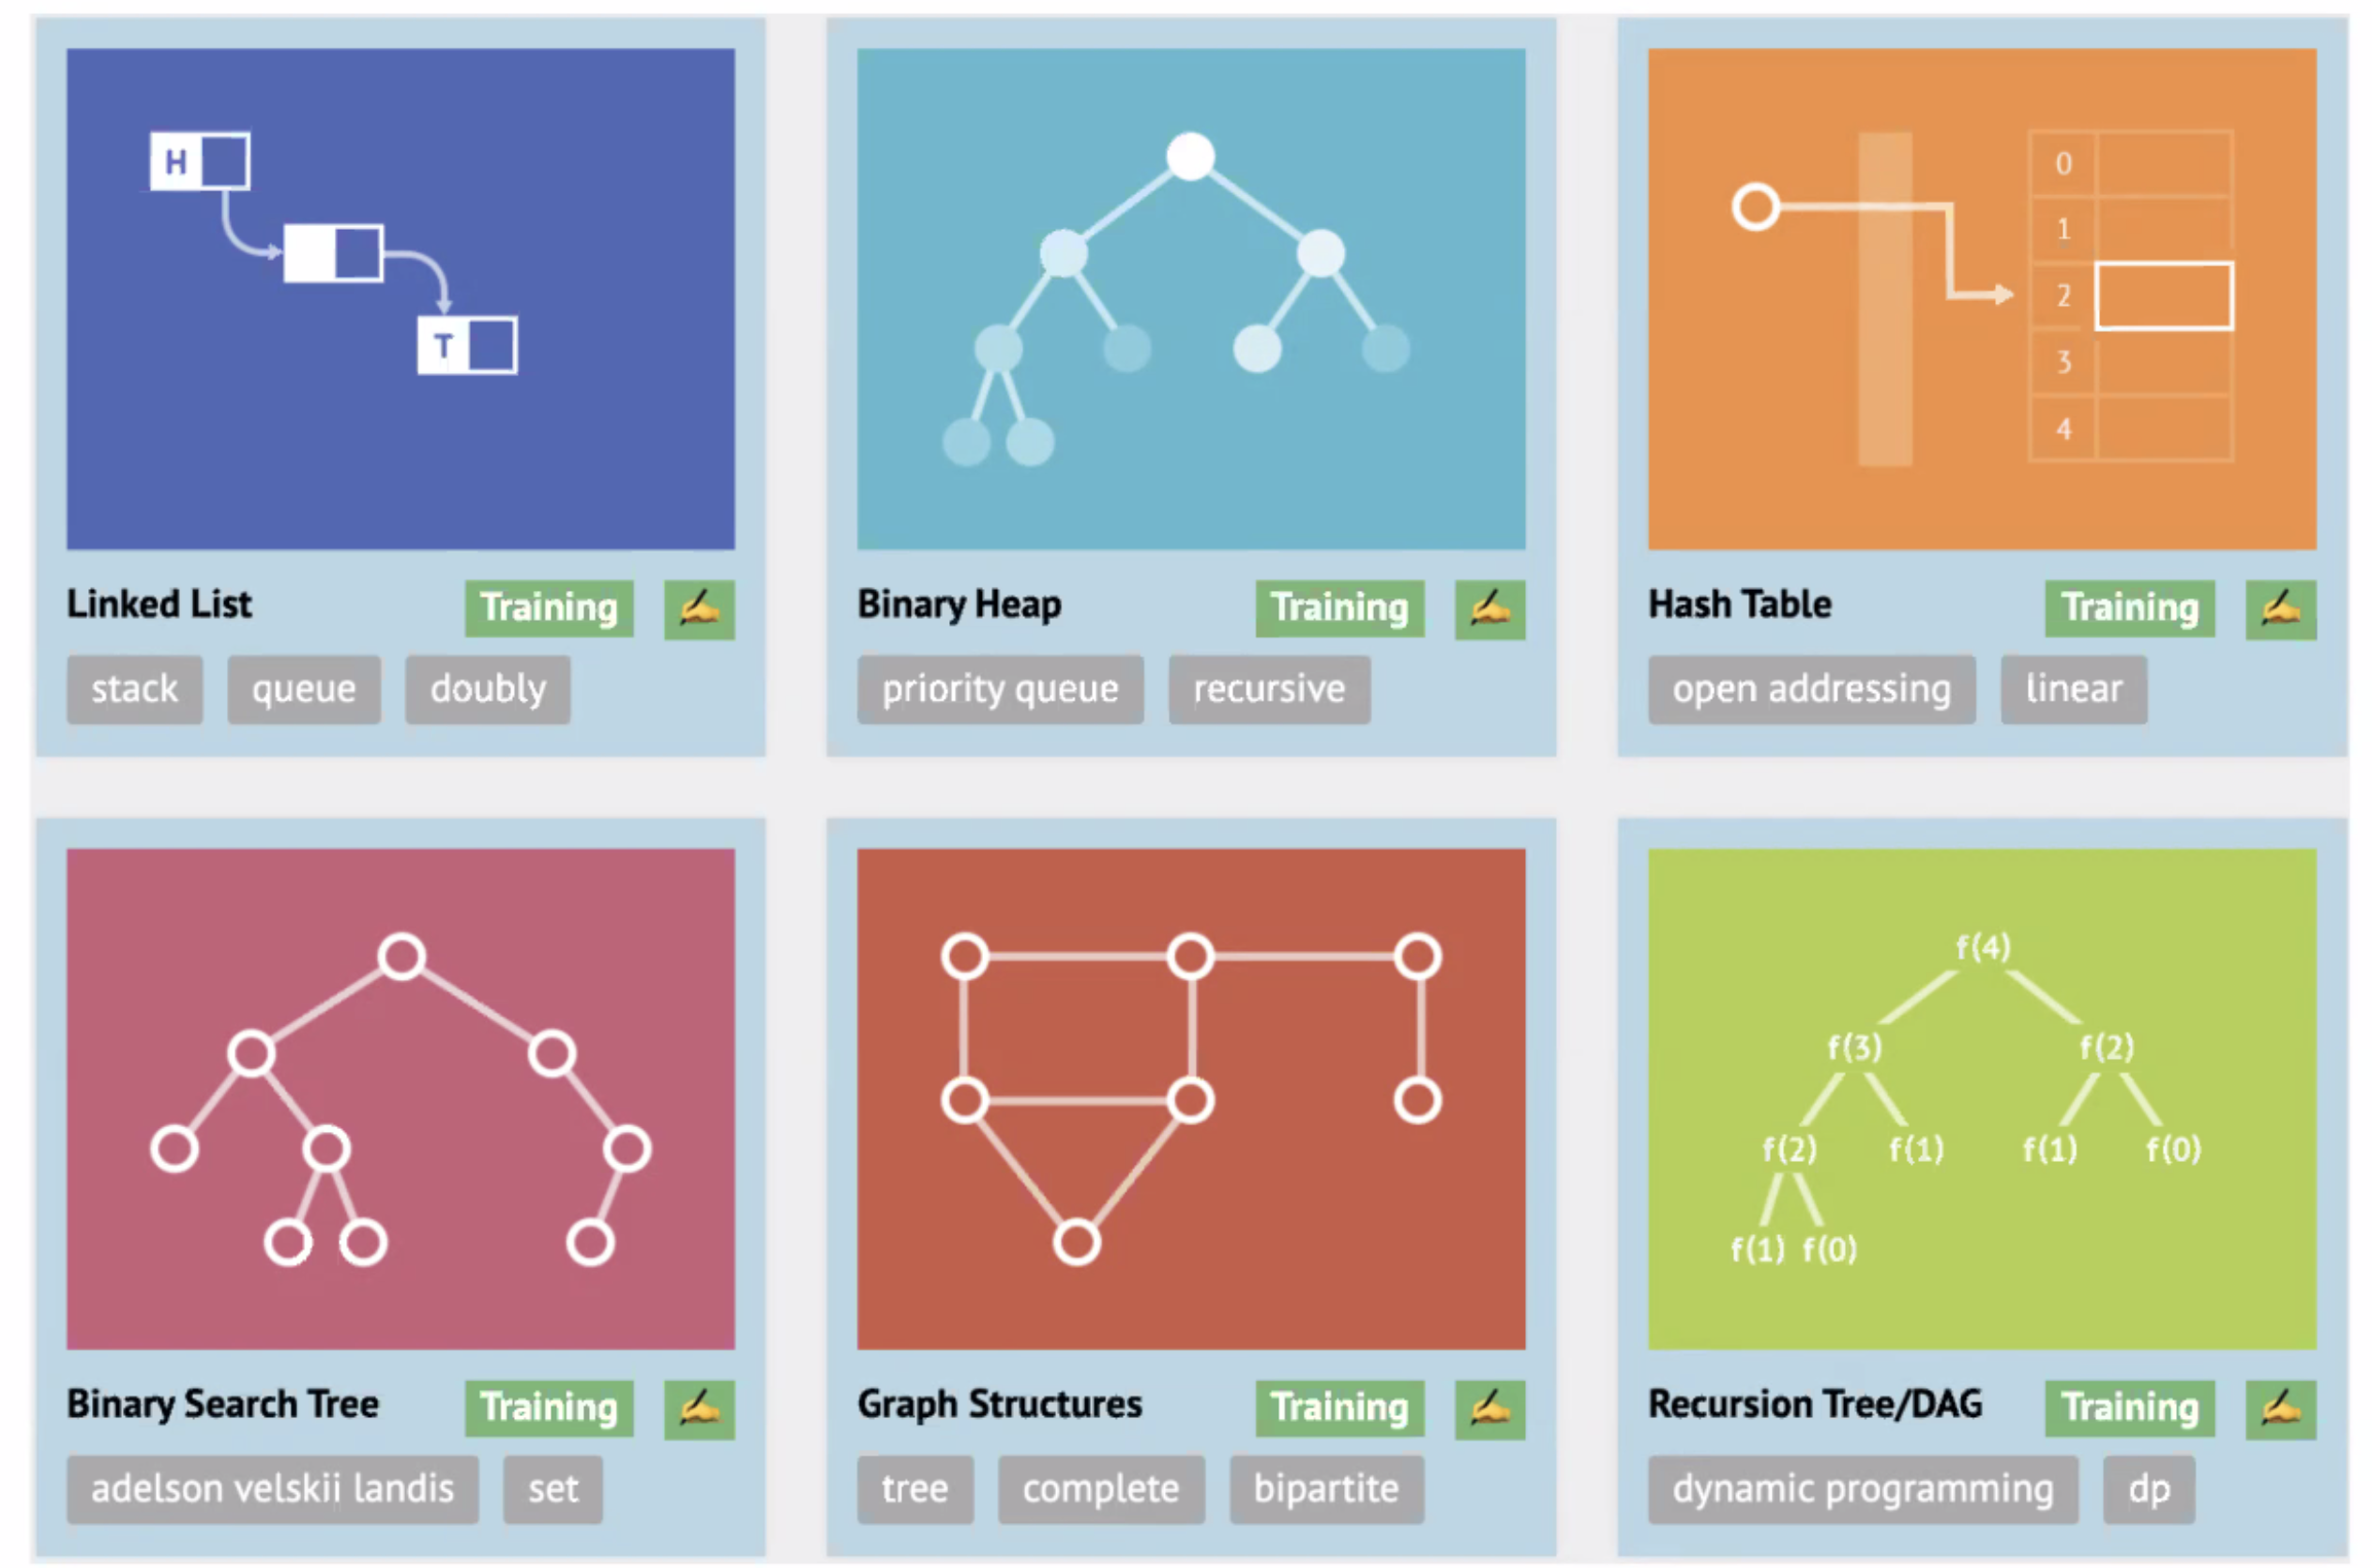 H
T
Linked List Training
stack queue doubly
Binary Heap Training
priority queue recursive
0
1
2
3
4
Hash Table Training
open addressing linear
Binary Search Tree Training
adelson velskii landis set
Graph Structures Training
tree complete bipartite
f(4)
f(3) f(2)
f(2) f(1) f(1) f(0)
f(1) f(0)
Recursion Tree/DAG Training
dynamic programming dp